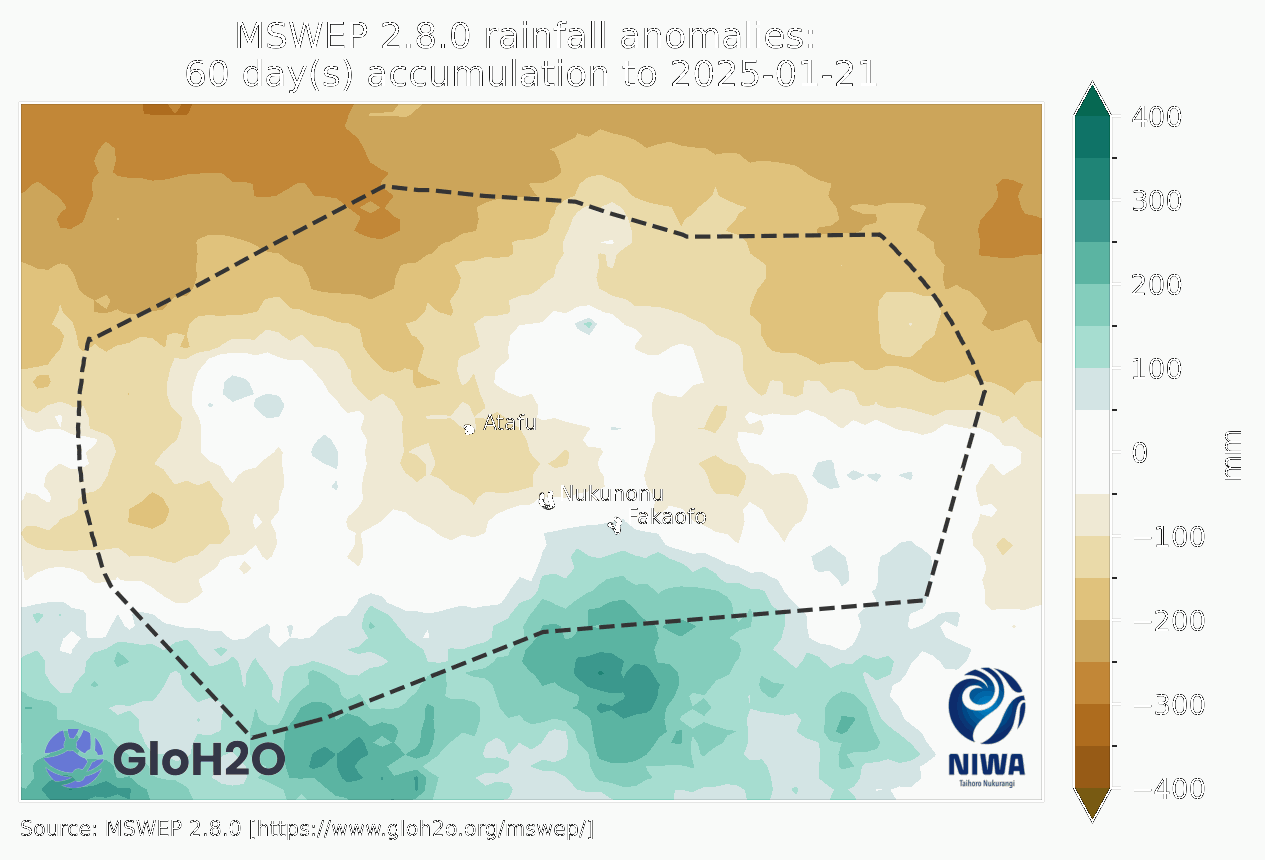 MSWEP 2.8.0 rainfall anomalies:
60 day(s) accumulation to 2025-01-21
400
300
200
100
0
−100
−200
−300
−400
mm
Atafu
Nukunonu
Fakaofo
GloH2O
NIWA
Taihoro Nukurangi
Source: MSWEP 2.8.0 [https://www.gloh2o.org/mswep/]